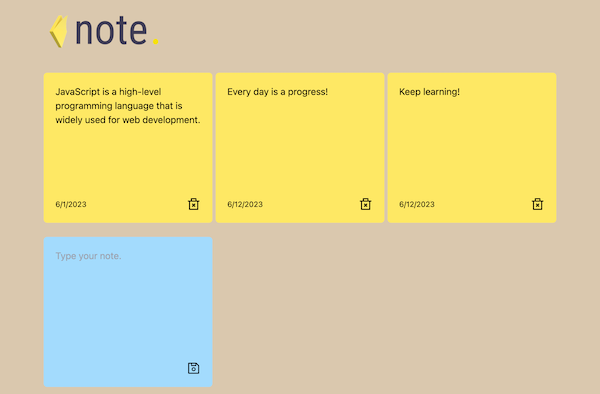 note.
JavaScript is a high-level
programming language that is
widely used for web development.
6/1/2023
Every day is a progress!
6/12/2023
Keep learning!
6/12/2023
Type your note.